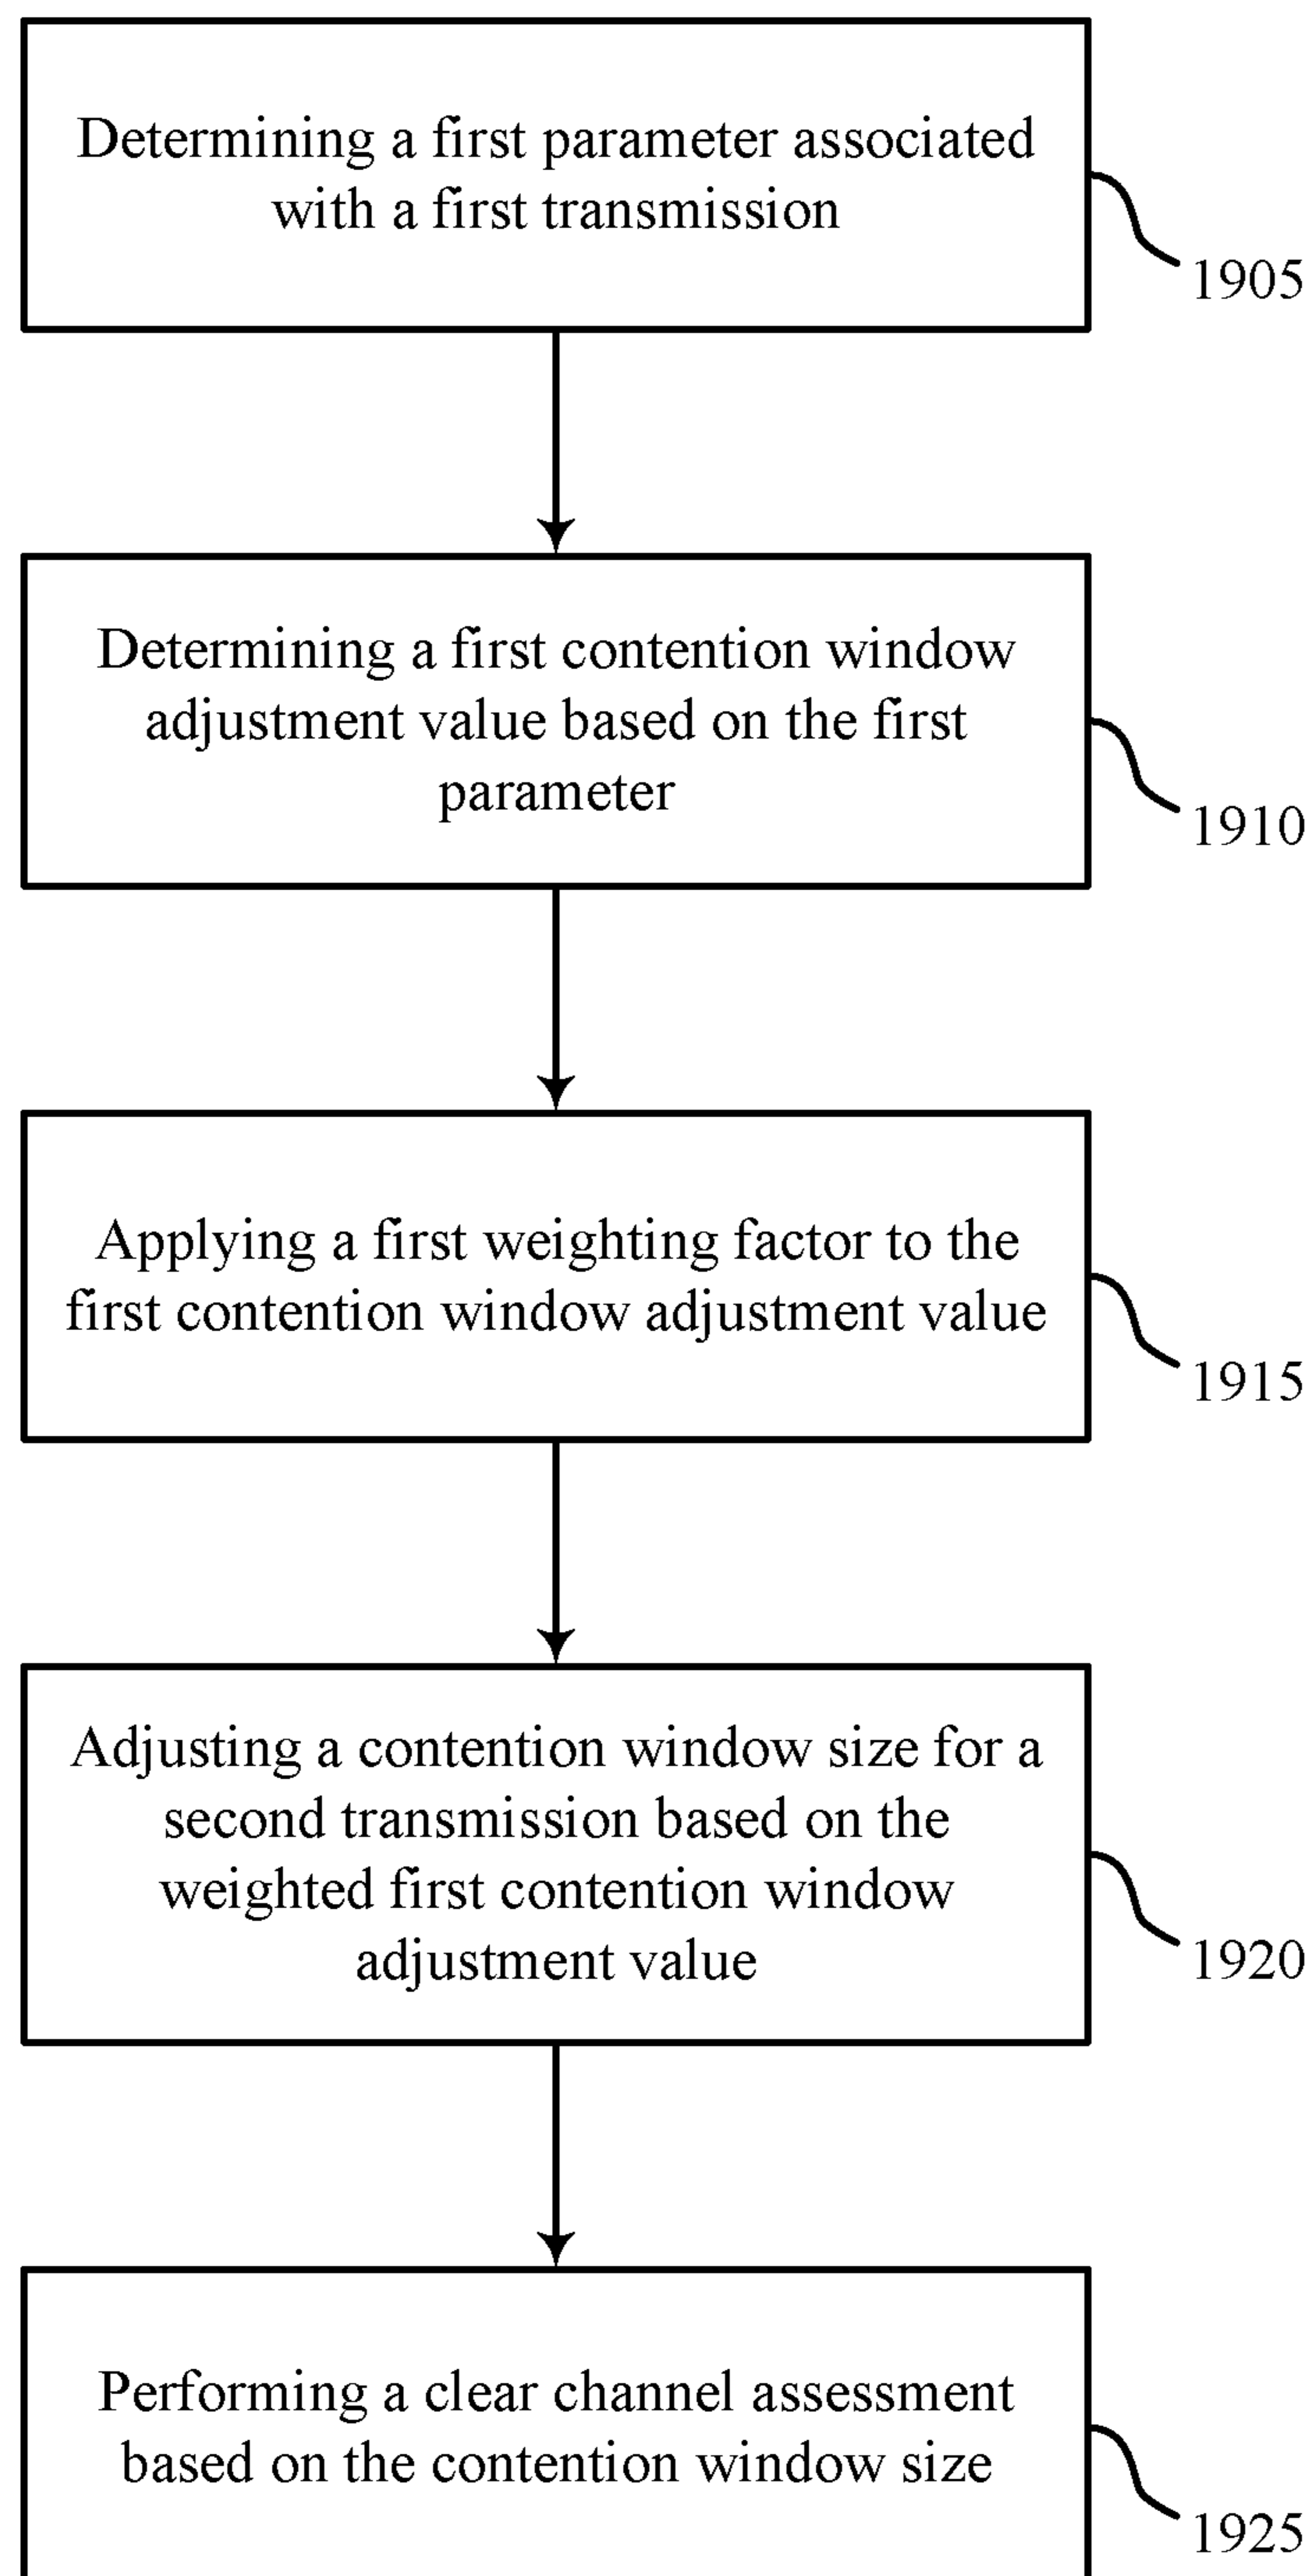 Determining a first parameter associated
with a first transmission
1905
Determining a first contention window
adjustment value based on the first
parameter
1910
Applying a first weighting factor to the
first contention window adjustment value
1915
Adjusting a contention window size for a
second transmission based on the
weighted first contention window
adjustment value
1920
Performing a clear channel assessment
based on the contention window size
1925